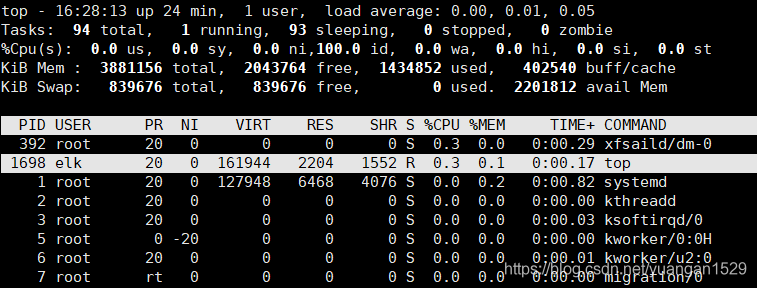 top - 16:28:13 up 24 min,  1 user,  load average: 0.00, 0.01, 0.05
Tasks:  94 total,   1 running,  93 sleeping,   0 stopped,   0 zombie
%Cpu(s):  0.0 us,  0.0 sy,  0.0 ni,100.0 id,  0.0 wa,  0.0 hi,  0.0 si,  0.0 st
KiB Mem :  3881156 total,  2043764 free,  1434852 used,   402540 buff/cache
KiB Swap:   839676 total,   839676 free,        0 used.  2201812 avail Mem
PID USER      PR  NI    VIRT    RES    SHR S %CPU %MEM     TIME+ COMMAND
392 root      20   0       0      0      0 S  0.3  0.0   0:00.29 xfsaild/dm-0
1698 elk       20   0  161944   2204   1552 R  0.3  0.1   0:00.17 top
1 root      20   0  127948   6468   4076 S  0.0  0.2   0:00.82 systemd
2 root      20   0       0      0      0 S  0.0  0.0   0:00.00 kthreadd
3 root      20   0       0      0      0 S  0.0  0.0   0:00.03 ksoftirqd/0
5 root       0 -20       0      0      0 S  0.0  0.0   0:00.00 kworker/0:0H
6 root      20   0       0      0      0 S  0.0  0.0   0:00.01 kworker/u2:0
7 root      rt   0       0      0      0 S  0.0  0.0   0:00.00 migration/0
https://blog.csdn.net/yuangan1529